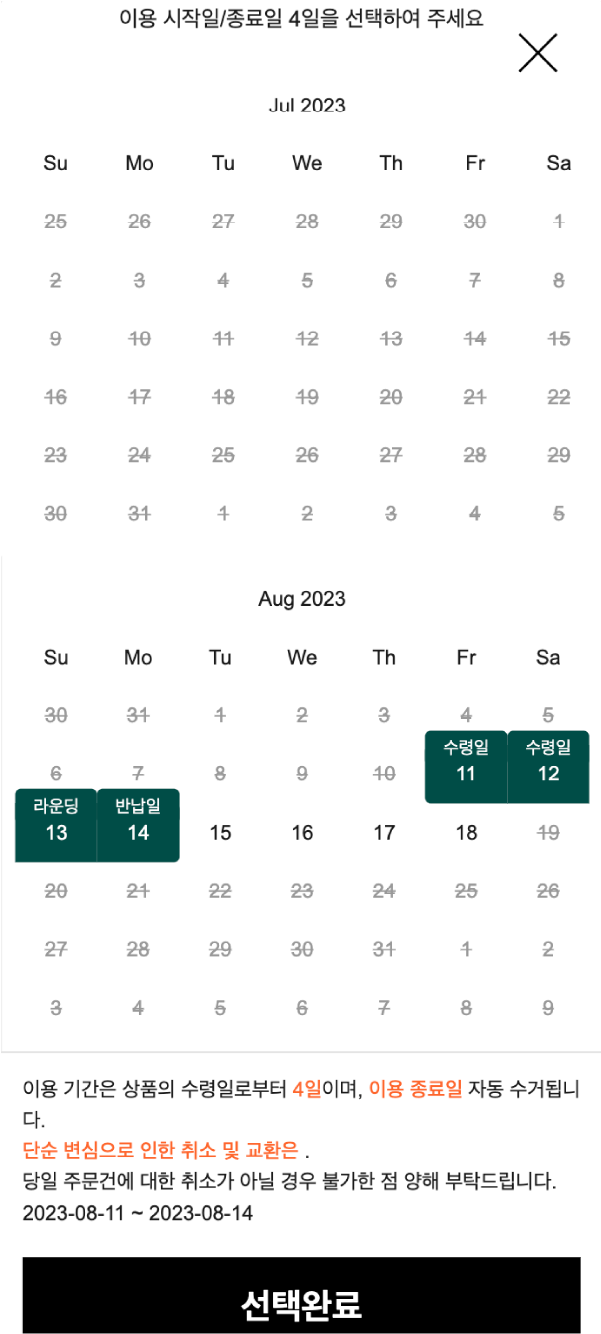 이용 시작일/종료일 4일을 선택하여 주세요
Jul 2023
Su Mo Tu We Th Fr Sa
25 26 27 28 29 30 1
2 3 4 5 6 7 8
9 10 11 12 13 14 15
16 17 18 19 20 21 22
23 24 25 26 27 28 29
30 31 1 2 3 4 5
Aug 2023
Su Mo Tu We Th Fr Sa
30 31 1 2 3 4 5
수령일 수령일
6 7 8 9 10 11 12
라운딩 반납일
13 14 15 16 17 18 19
20 21 22 23 24 25 26
27 28 29 30 31 1 2
3 4 5 6 7 8 9
이용 기간은 상품의 수령일로부터 4일이며, 이용 종료일 자동 수거됩니
다.
단순 변심으로 인한 취소 및 교환은 .
당일 주문건에 대한 취소가 아닐 경우 불가한 점 양해 부탁드립니다.
2023-08-11 ~ 2023-08-14
선택완료